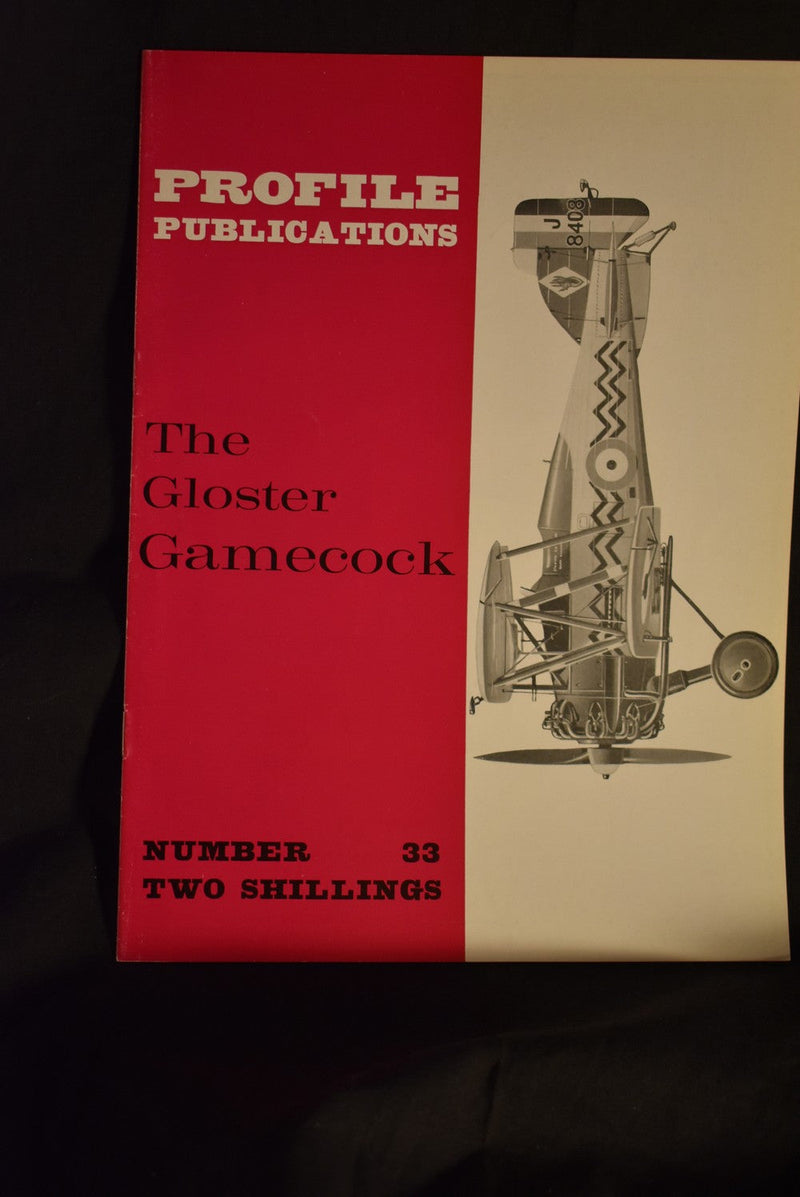 PROFILE
PUBLICATIONS
The
Gloster
Gamecock
NUMBER 33
TWO SHILLINGS
J
8408